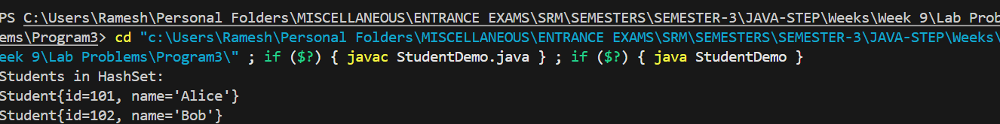 PS C:\Users\Ramesh\Personal Folders\MISCELLANEOUS\ENTRANCE EXAMS\SRM\SEMESTERS\SEMESTER-3\JAVA-STEP\Weeks\Week 9\Lab Prob
ems\Program3> cd "c:\Users\Ramesh\Personal Folders\MISCELLANEOUS\ENTRANCE EXAMS\SRM\SEMESTERS\SEMESTER-3\JAVA-STEP\Weeks\
eek 9\Lab Problems\Program3\" ; if ($?) { javac StudentDemo.java } ; if ($?) { java StudentDemo }
Students in HashSet:
Student{id=101, name='Alice'}
Student{id=102, name='Bob'}